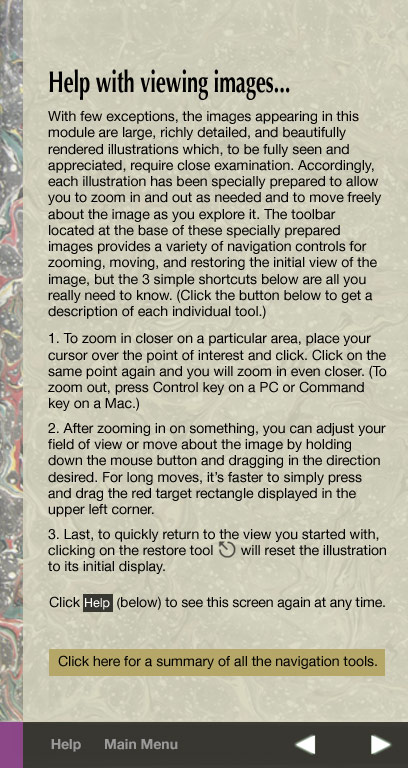 Help with viewing images...
With few exceptions, the images appearing in this
module are large, richly detailed, and beautifully
rendered illustrations which, to be fully seen and
appreciated, require close examination. Accordingly,
each illustration has been specially prepared to allow
you to zoom in and out as needed and to move freely
about the image as you explore it. The toolbar
located at the base of these specially prepared
images provides a variety of navigation controls for
zooming, moving, and restoring the initial view of the
image, but the 3 simple shortcuts below are all you
really need to know. (Click the button below to get a
description of each individual tool.)
1. To zoom in closer on a particular area, place your
cursor over the point of interest and click. Click on the
same point again and you will zoom in even closer. (To
zoom out, press Control key on a PC or Command
key on a Mac.)
2. After zooming in on something, you can adjust your
field of view or move about the image by holding
down the mouse button and dragging in the direction
desired. For long moves, it's faster to simply press
and drag the red target rectangle displayed in the
upper left corner.
3. Last, to quickly return to the view you started with,
clicking on the restore tool will reset the illustration
to its initial display.
Click Help (below) to see this screen again at any time.
Click here for a summary of all the navigation tools.
Help Main Menu